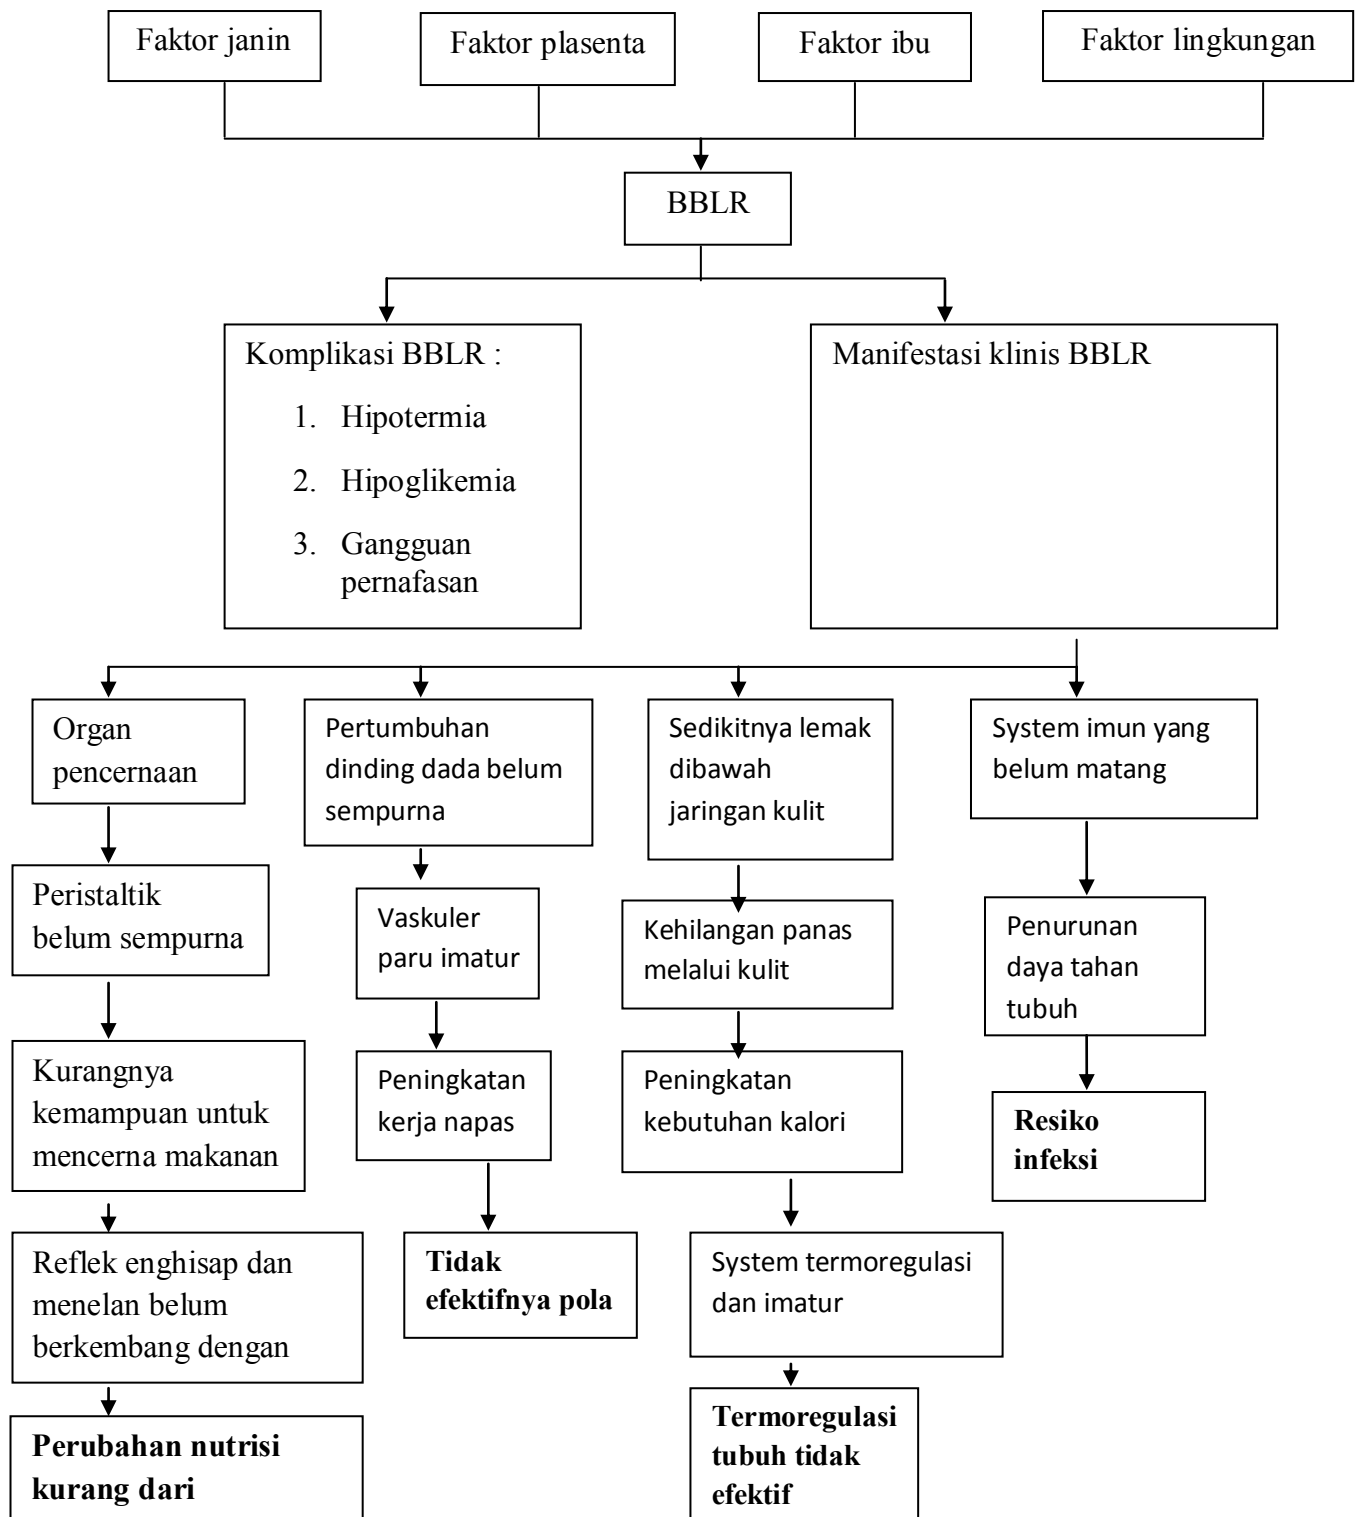 Faktor janin
Faktor plasenta
Faktor ibu
Faktor lingkungan
BBLR
Komplikasi BBLR :
1. Hipotermia
2. Hipoglikemia
3. Gangguan
pernafasan
Manifestasi klinis BBLR
Organ
pencernaan
Peristaltik
belum sempurna
Kurangnya
kemampuan untuk
mencerna makanan
Reflek enghisap dan
menelan belum
berkembang dengan
Perubahan nutrisi
kurang dari
Pertumbuhan
dinding dada belum
sempurna
Vaskuler
paru imatur
Peningkatan
kerja napas
Tidak
efektifnya pola
Sedikitnya lemak
dibawah
jaringan kulit
Kehilangan panas
melalui kulit
Peningkatan
kebutuhan kalori
System termoregulasi
dan imatur
Termoregulasi
tubuh tidak
efektif
System imun yang
belum matang
Penurunan
daya tahan
tubuh
Resiko
infeksi